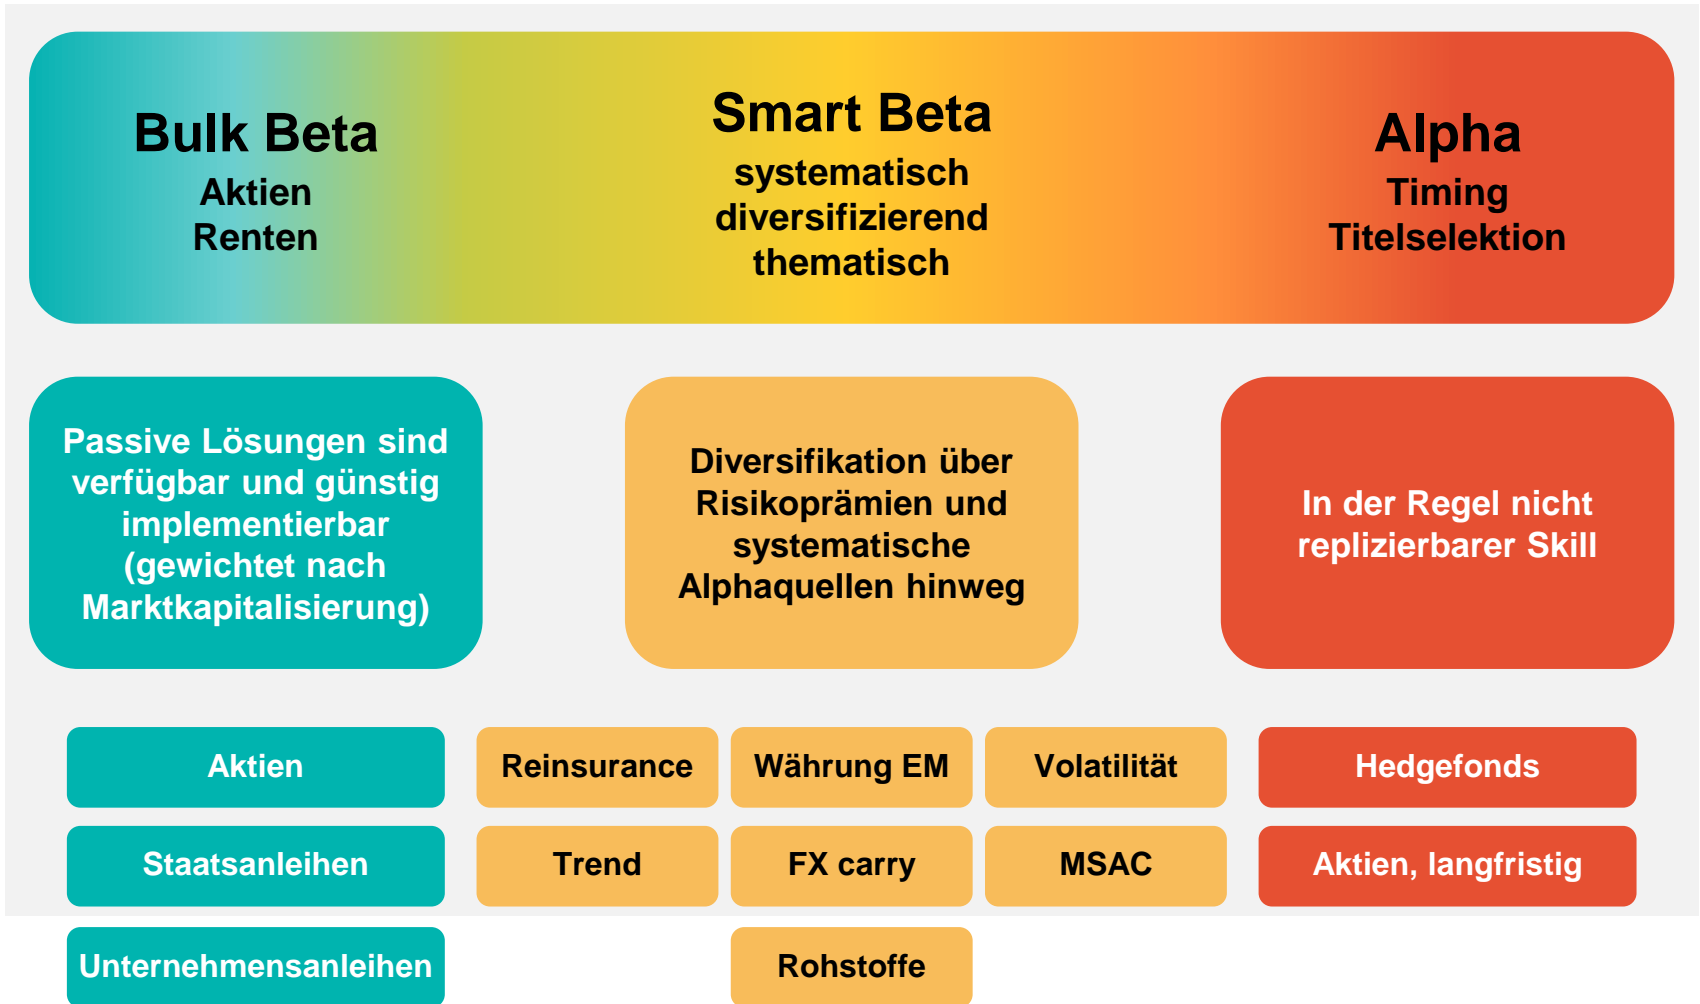 Bulk Beta
Aktien
Renten
Smart Beta
systematisch
diversifizierend
thematisch
Alpha
Timing
Titelselektion
Passive Lösungen sind
verfügbar und günstig
implementierbar
(gewichtet nach
Marktkapitalisierung)
Diversifikation über
Risikoprämien und
systematische
Alphaquellen hinweg
In der Regel nicht
replizierbarer Skill
Aktien
Reinsurance
Währung EM
Volatilität
Hedgefonds
Staatsanleihen
Trend
FX carry
MSAC
Aktien, langfristig
Unternehmensanleihen
Rohstoffe